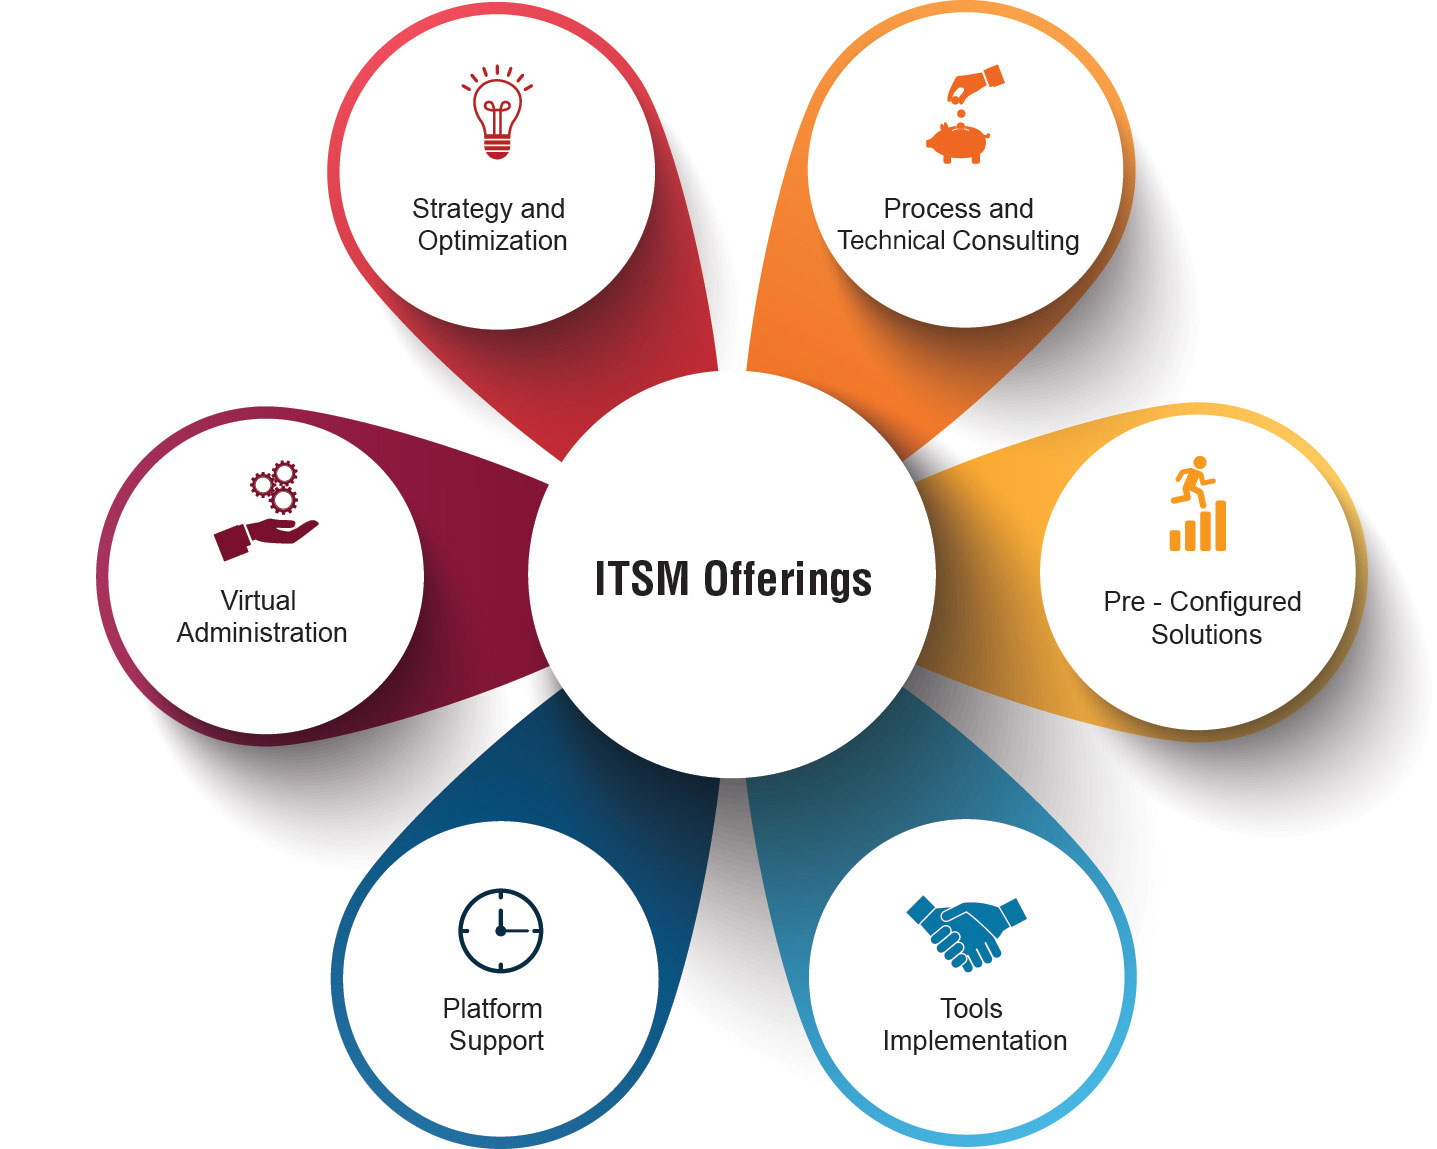 Strategy and
Optimization
Process and
Technical Consulting
Virtual
Administration
ITSM Offerings
Pre - Configured
Solutions
Platform
Support
Tools
Implementation